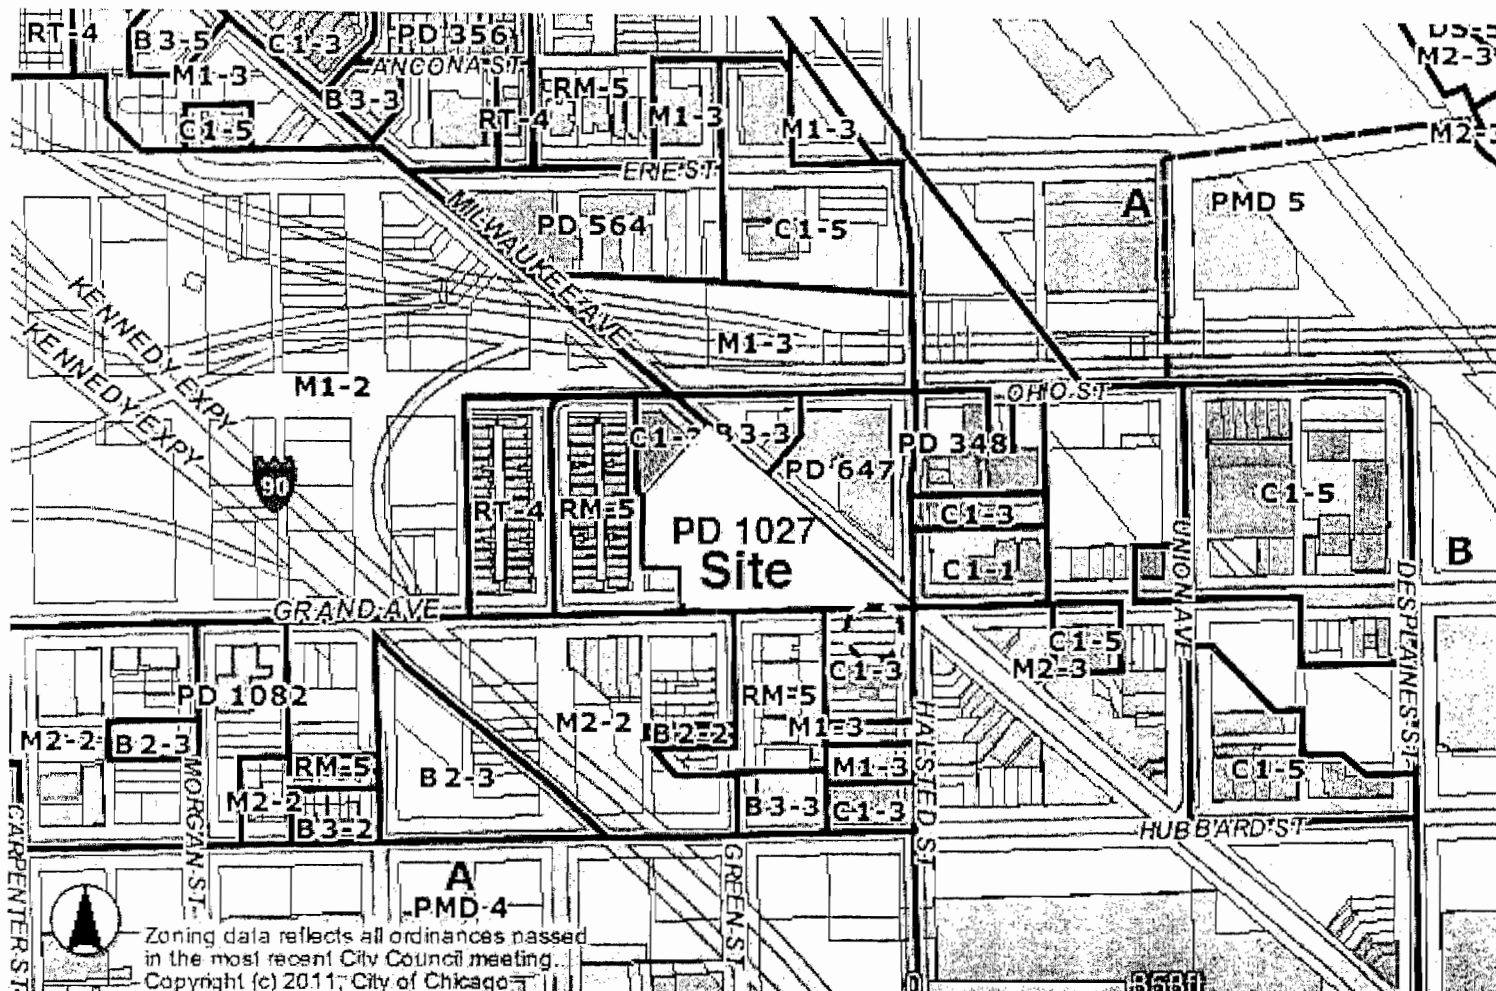 RT-4
B3-5
C1-3
PD 356
DS-5
M2-3
M1-3
ANCONA ST
B3-3
RM-5
C1-5
RT-4
M1-3
M1-3
ERIE ST
A
PMD 5
MILWAUKEE AVE
PD 564
C1-5
KENNEDY EXPY
KENNEDY EXPY
M1-3
M1-2
OHIO ST
B3-3
PD 348
PD 647
90
RT-4
RM-5
C1-3
C1-5
PD 1027
Site
UNION AVE
B
C1-1
DESPLAINES ST
GRAND AVE
C1-5
M2-3
C1-3
PD 1082
RM-5
M2-2
M1-3
M2-2
B2-3
B2-2
HALSTED ST
RM-5
B2-3
M1-3
C1-5
MORGAN ST
M2-2
B3-2
B3-3
C1-3
HUBBARD ST
CARPENTER ST
A
PMD 4
GREEN ST
Zoning data reflects all ordinances passed
in the most recent City Council meeting.
Copyright (c) 2011, City of Chicago
868ft